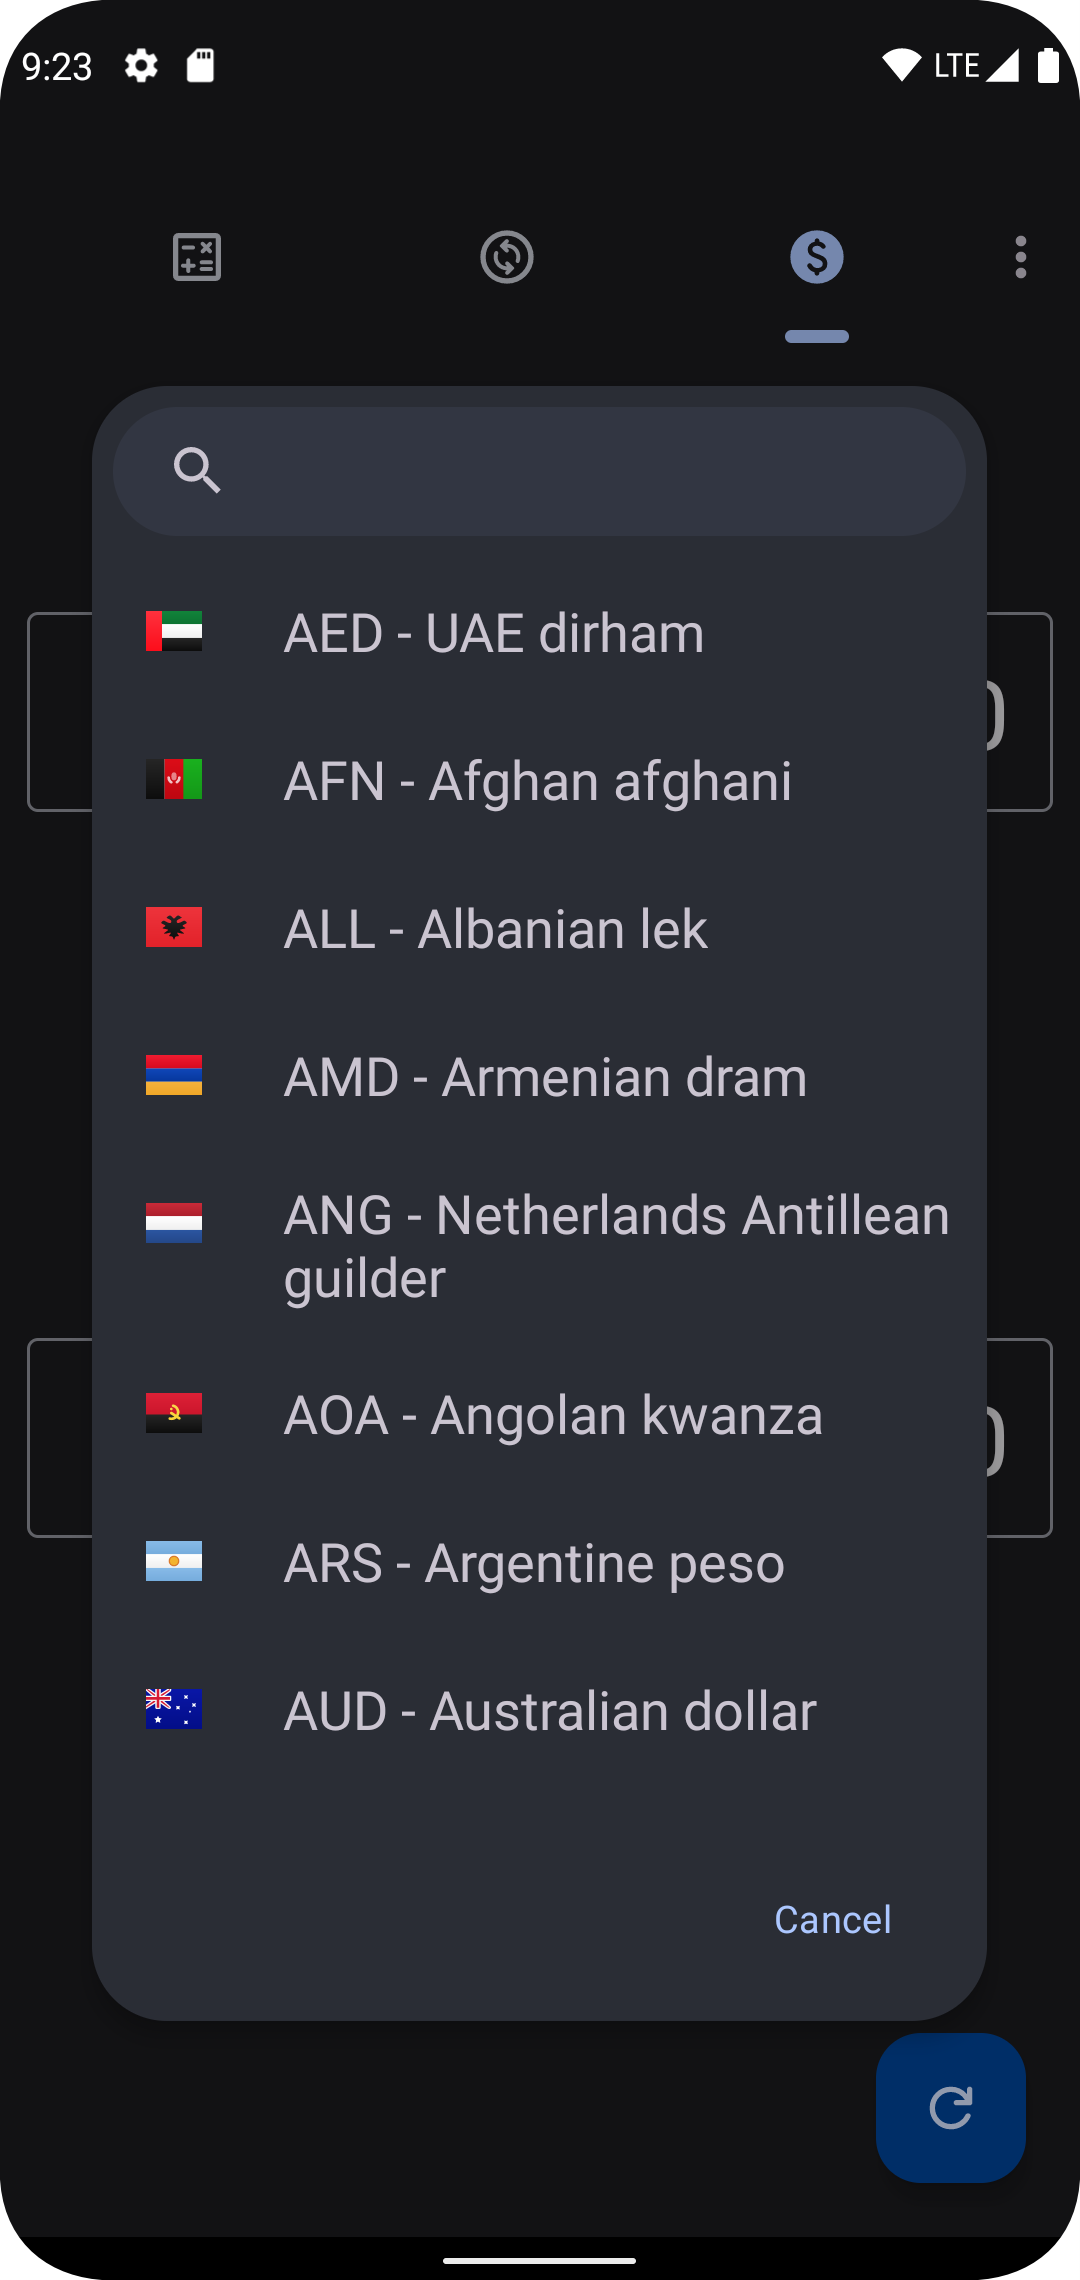 9:23 LTE
AED - UAE dirham
AFN - Afghan afghani
ALL - Albanian lek
AMD - Armenian dram
ANG - Netherlands Antillean
guilder
AOA - Angolan kwanza
ARS - Argentine peso
AUD - Australian dollar
Cancel